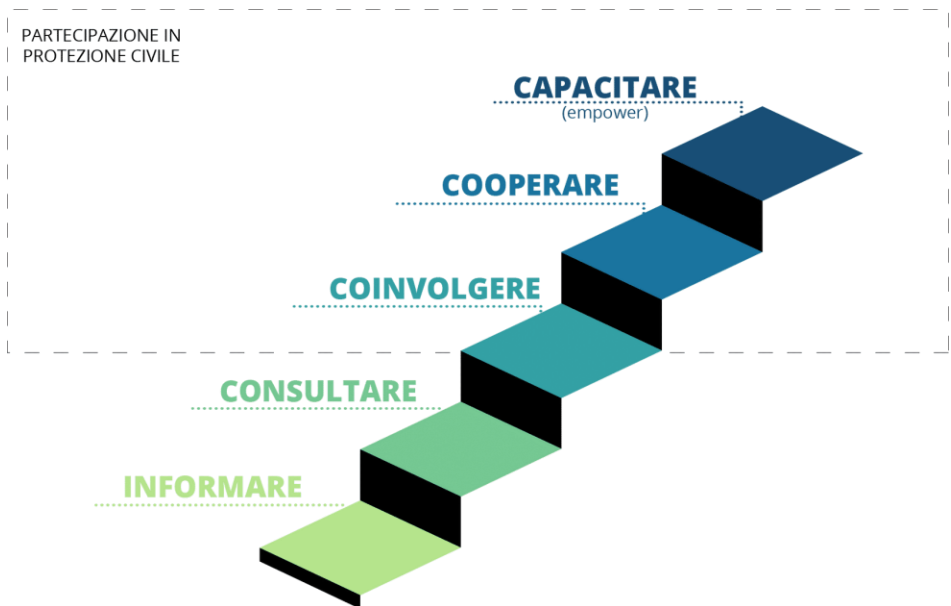 PARTECIPAZIONE IN
PROTEZIONE CIVILE
CAPACITARE
(empower)
COOPERARE
COINVOLGERE
CONSULTARE
INFORMARE